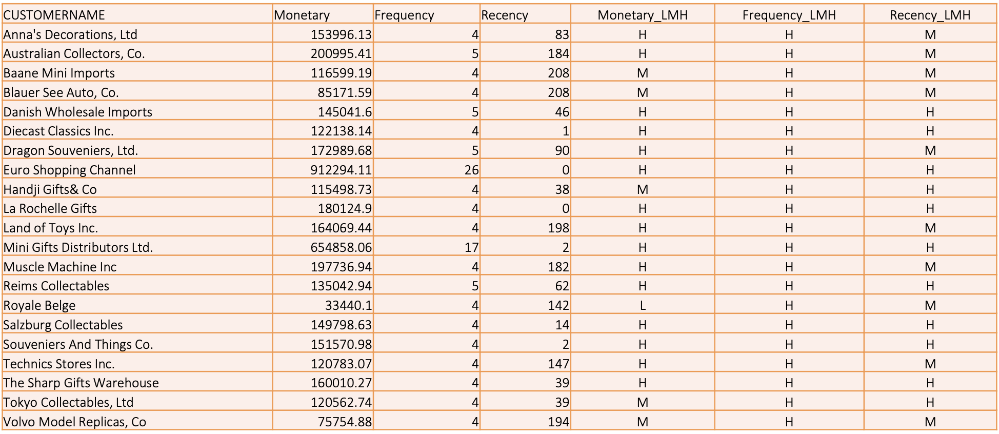 CUSTOMERNAME Monetary Frequency Recency Monetary_LMH Frequency_LMH Recency_LMH
Anna's Decorations, Ltd 153996.13 4 83 H H M
Australian Collectors, Co. 200995.41 5 184 H H M
Baane Mini Imports 116599.19 4 208 M H M
Blauer See Auto, Co. 85171.59 4 208 M H M
Danish Wholesale Imports 145041.6 5 46 H H H
Diecast Classics Inc. 122138.14 4 1 H H H
Dragon Souveniers, Ltd. 172989.68 5 90 H H M
Euro Shopping Channel 912294.11 26 0 H H H
Handji Gifts& Co 115498.73 4 38 M H H
La Rochelle Gifts 180124.9 4 0 H H H
Land of Toys Inc. 164069.44 4 198 H H M
Mini Gifts Distributors Ltd. 654858.06 17 2 H H H
Muscle Machine Inc 197736.94 4 182 H H M
Reims Collectables 135042.94 5 62 H H H
Royale Belge 33440.1 4 142 L H M
Salzburg Collectables 149798.63 4 14 H H H
Souveniers And Things Co. 151570.98 4 2 H H H
Technics Stores Inc. 120783.07 4 147 H H M
The Sharp Gifts Warehouse 160010.27 4 39 H H H
Tokyo Collectables, Ltd 120562.74 4 39 M H H
Volvo Model Replicas, Co 75754.88 4 194 M H M